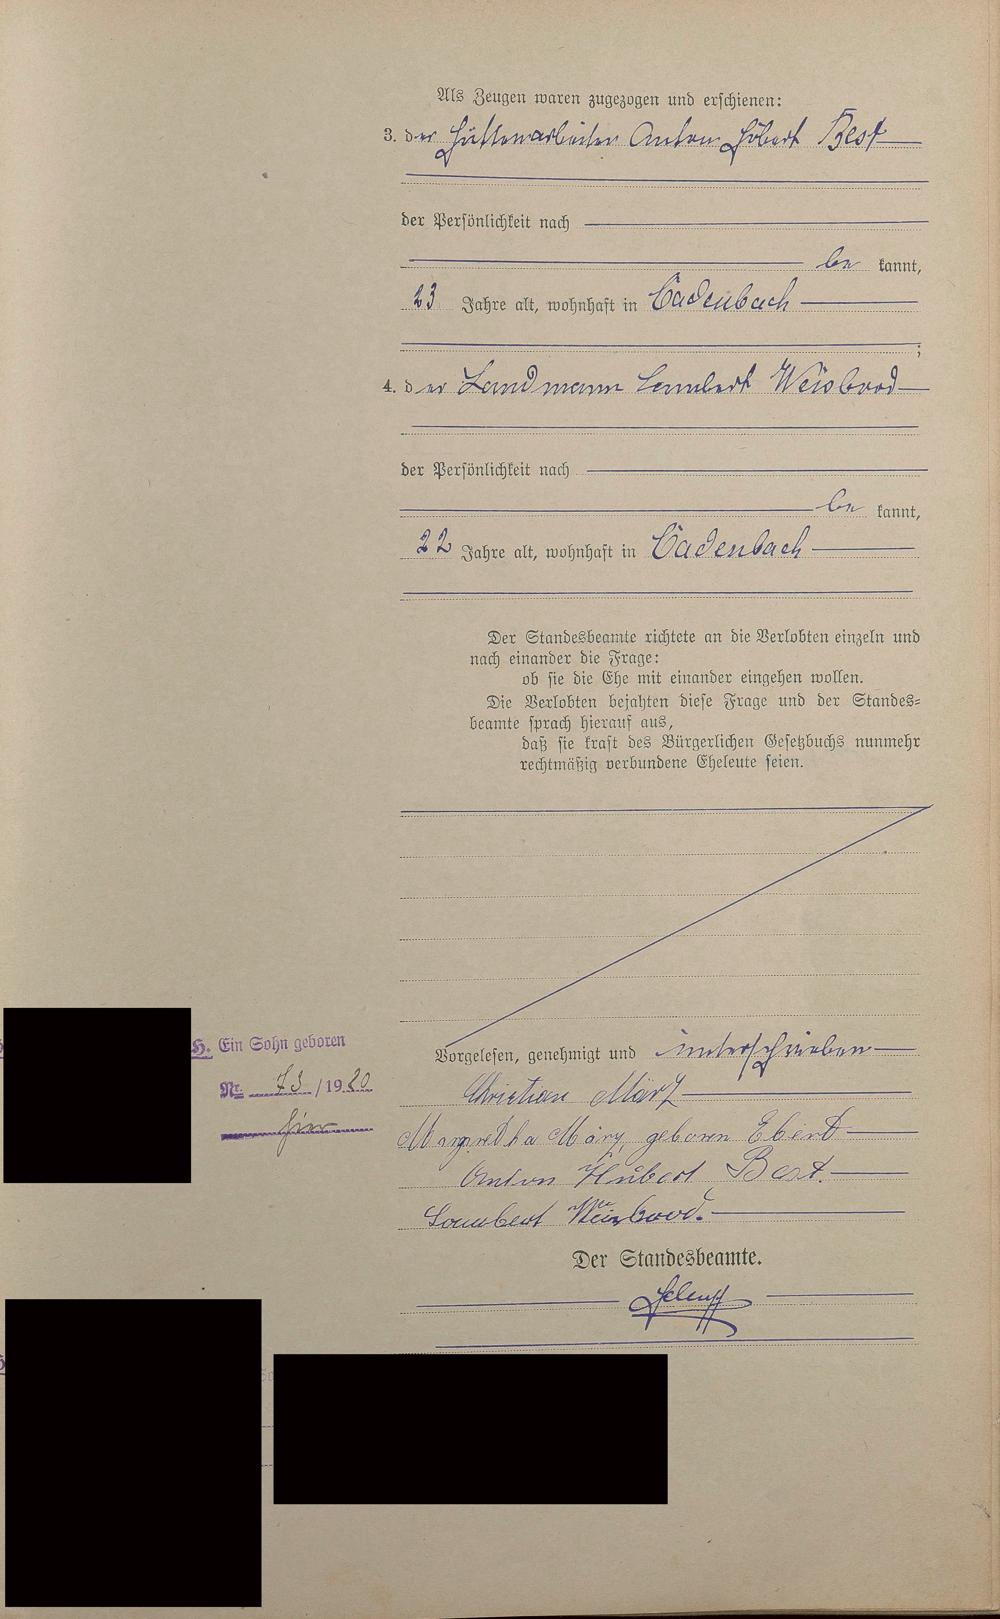 Als Zeugen waren zugezogen und erschienen:
3. der Hüttenarbeiter Anton Hübert Best
der Persönlichkeit nach
be kannt,
23 Jahre alt, wohnhaft in Cadenbach
;
4. der Landmann Lambert Weisbrod
der Persönlichkeit nach
be kannt,
22 Jahre alt, wohnhaft in Cadenbach
Der Standesbeamte richtete an die Verlobten einzeln und
nach einander die Frage:
ob sie die Ehe mit einander eingehen wollen.
Die Verlobten bejahten diese Frage und der Standes-
beamte sprach hierauf aus,
daß sie kraft des Bürgerlichen Gesetzbuchs nunmehr
rechtmäßig verbundene Eheleute seien.
Vorgelesen, genehmigt und unterschrieben
Christian März
Margretha März, geboren Ebert
Anton Hubert Best.
Lambert Weisbrod.
Der Standesbeamte.
H. Ein Sohn geboren
Nr. 73 /1920
hier